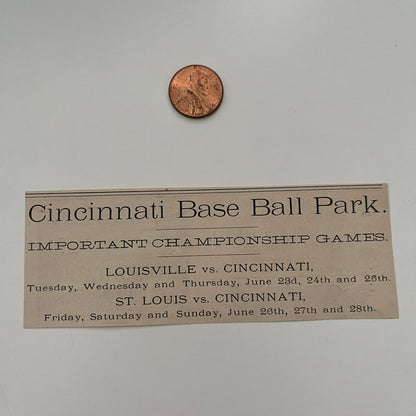 Cincinnati Base Ball Park.
IMPORTANT CHAMPIONSHIP GAMES.
LOUISVILLE vs. CINCINNATI,
Tuesday, Wednesday and Thursday, June 23d, 24th and 25th.
ST. LOUIS vs. CINCINNATI,
Friday, Saturday and Sunday, June 26th, 27th and 28th.